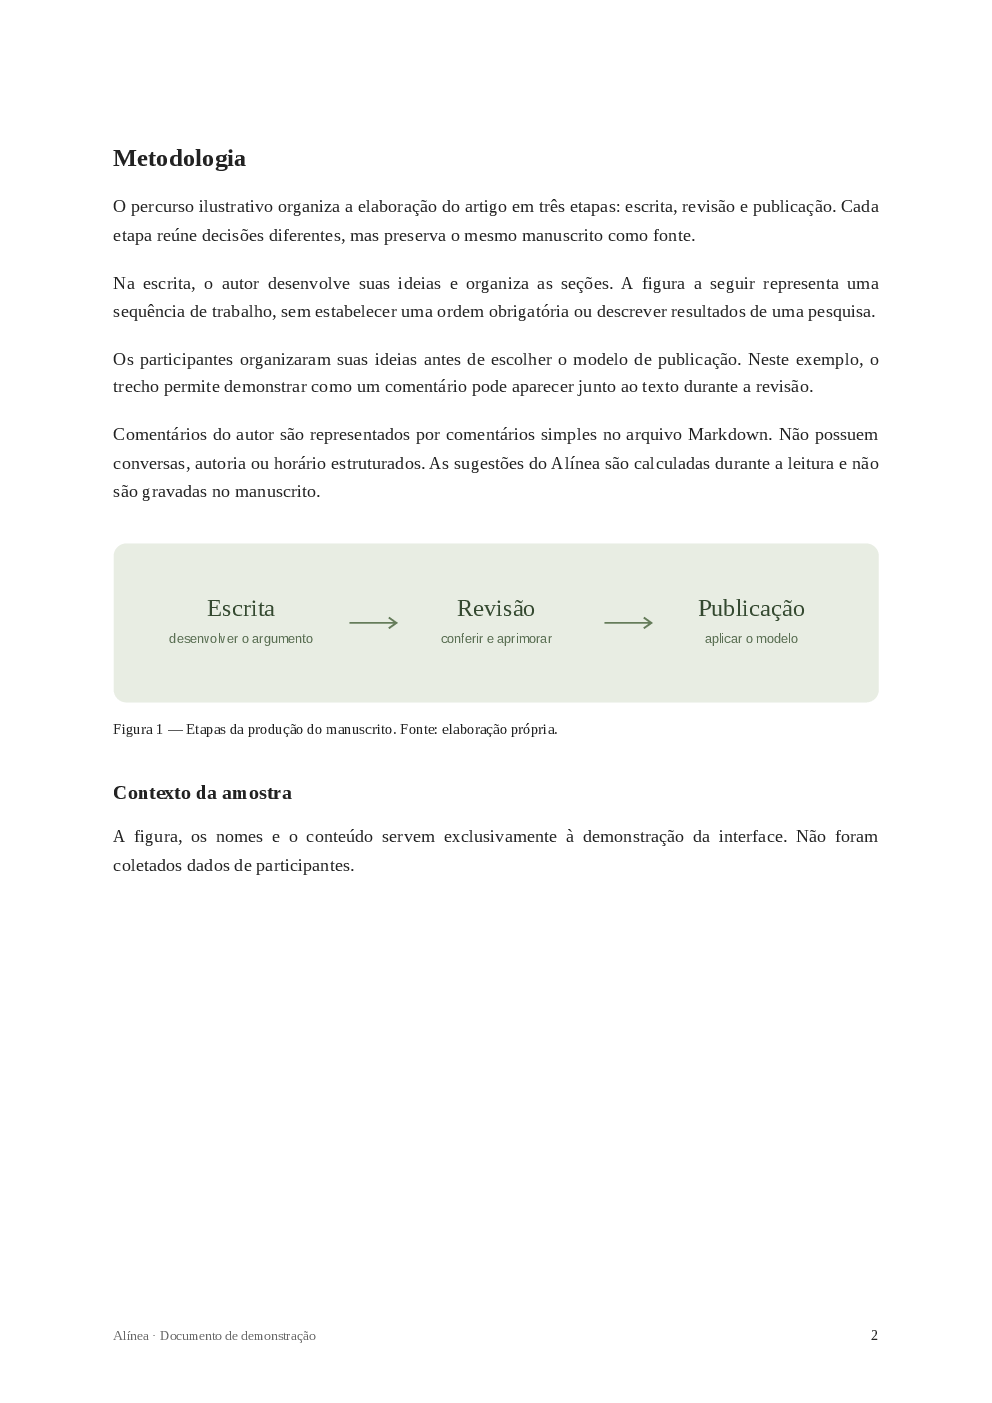 Metodologia
O percurso ilustrativo organiza a elaboração do artigo em três etapas: escrita, revisão e publicação. Cada
etapa reúne decisões diferentes, mas preserva o mesmo manuscrito como fonte.
Na escrita, o autor desenvolve suas ideias e organiza as seções. A figura a seguir representa uma
sequência de trabalho, sem estabelecer uma ordem obrigatória ou descrever resultados de uma pesquisa.
Os participantes organizaram suas ideias antes de escolher o modelo de publicação. Neste exemplo, o
trecho permite demonstrar como um comentário pode aparecer junto ao texto durante a revisão.
Comentários do autor são representados por comentários simples no arquivo Markdown. Não possuem
conversas, autoria ou horário estruturados. As sugestões do Alínea são calculadas durante a leitura e não
são gravadas no manuscrito.
Escrita
desenvolver o argumento
Revisão
conferir e aprimorar
Publicação
aplicar o modelo
Figura 1 — Etapas da produção do manuscrito. Fonte: elaboração própria.
Contexto da amostra
A figura, os nomes e o conteúdo servem exclusivamente à demonstração da interface. Não foram
coletados dados de participantes.
Alínea · Documento de demonstração
2